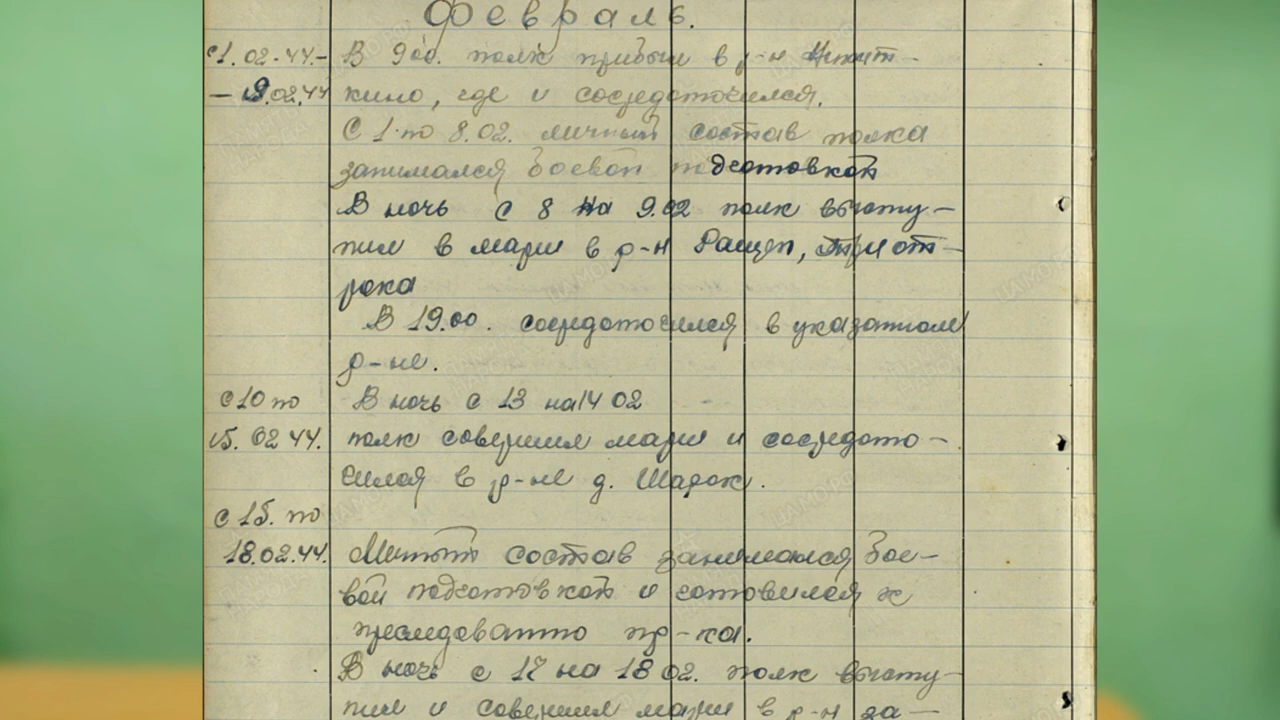 Февраль.
с 1.02.44.- В 9 00. полк прибыл в р-н
- 9.02.44 кино, где и сосредоточился.
С 1 по 8.02. личный состав полка
занимался боевой подготовкой
В ночь с 8 на 9.02 полк высту-
пил в марш в р-н Ращеп,
рока
В 19.00. сосредоточился в указанном
р-не.
с 10 по В ночь с 13 на 14 02
15. 02 44. полк совершил марш и сосредото-
чился в р-не д. Шарок.
с 15. по
18.02.44. Личный состав занимался бое-
вой подготовкой и готовился к
преследованию пр-ка.
В ночь с 17 на 18 02. полк высту-
пил и совершил марш в р-н за-